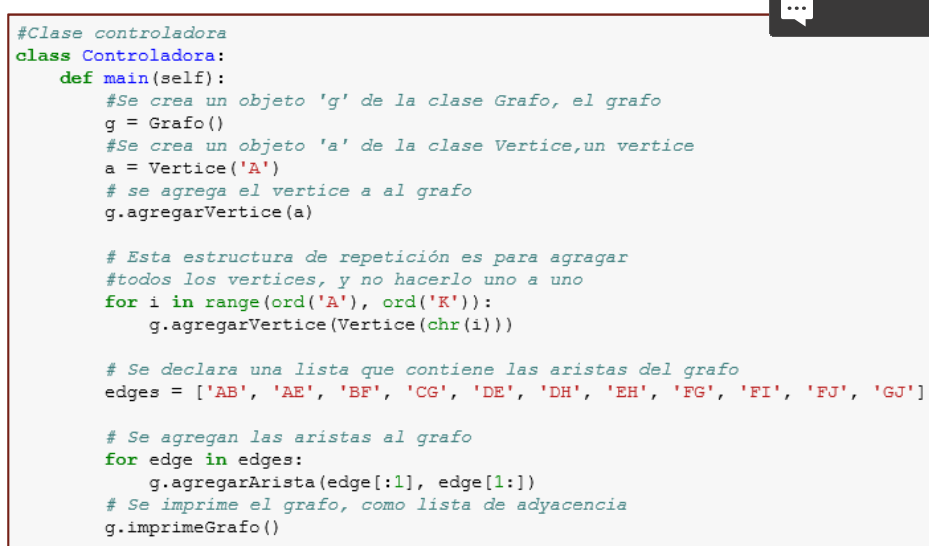 #Clase controladora
class Controladora:
    def main(self):
        #Se crea un objeto 'g' de la clase Grafo, el grafo
        g = Grafo()
        #Se crea un objeto 'a' de la clase Vertice,un vertice
        a = Vertice('A')
        # se agrega el vertice a al grafo
        g.agregarVertice(a)

        # Esta estructura de repetición es para agragar
        #todos los vertices, y no hacerlo uno a uno
        for i in range(ord('A'), ord('K')):
            g.agregarVertice(Vertice(chr(i)))

        # Se declara una lista que contiene las aristas del grafo
        edges = ['AB', 'AE', 'BF', 'CG', 'DE', 'DH', 'EH', 'FG', 'FI', 'FJ', 'GJ']

        # Se agregan las aristas al grafo
        for edge in edges:
            g.agregarArista(edge[:1], edge[1:])
        # Se imprime el grafo, como lista de adyacencia
        g.imprimeGrafo()